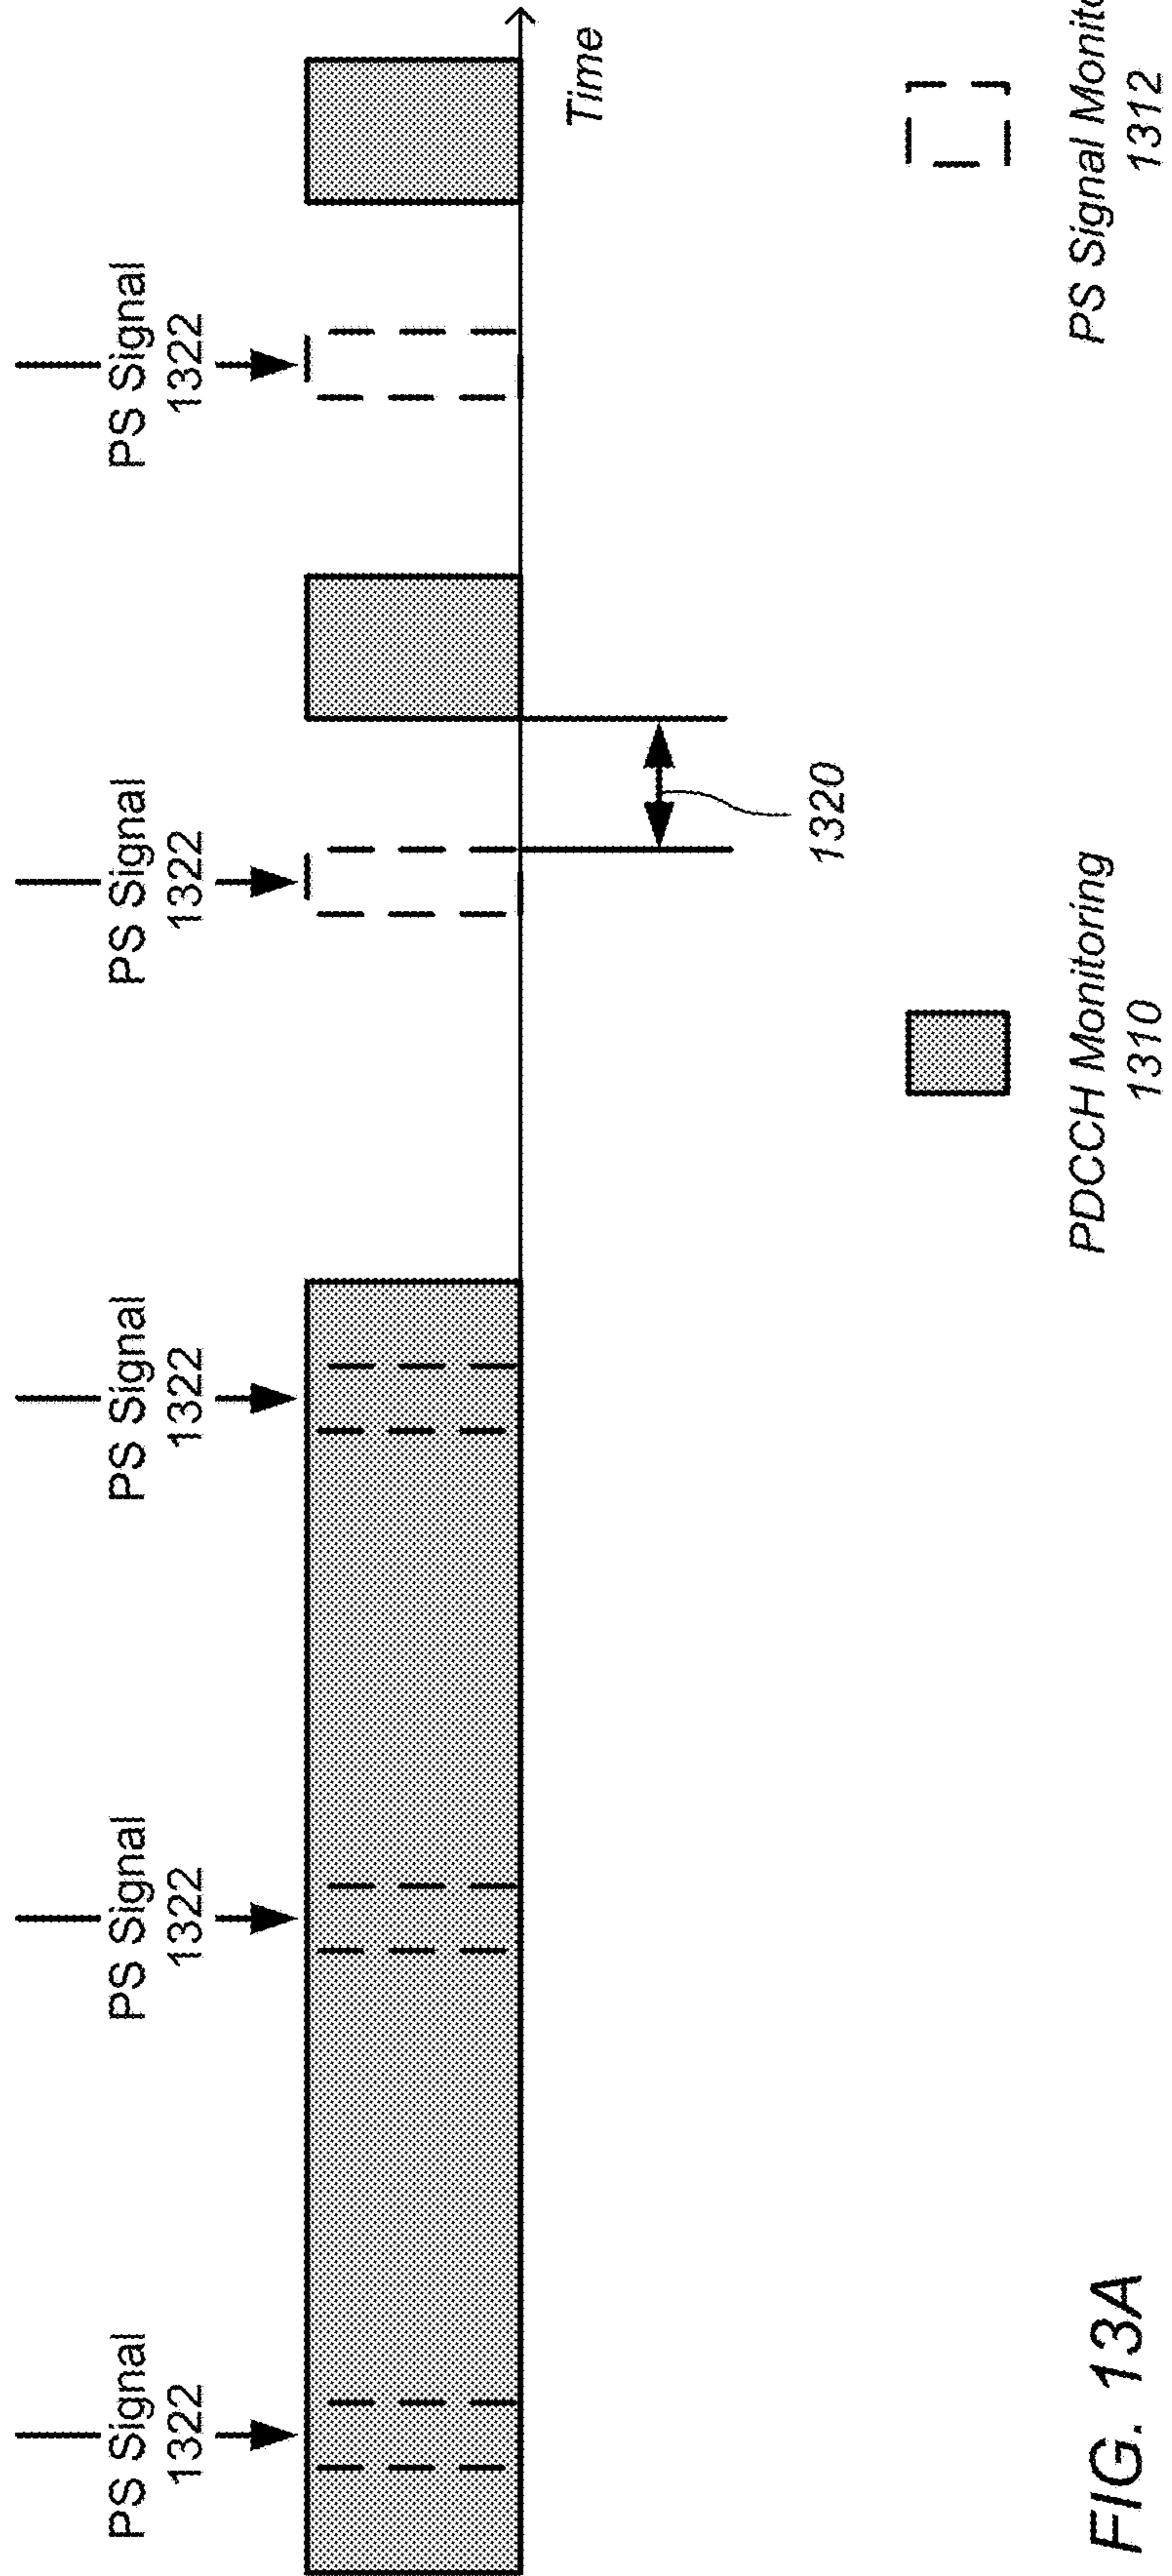 PS Signal
1322
PS Signal
1322
PS Signal
1322
PS Signal
1322
PS Signal
1322
Time
1320
PDCCH Monitoring
1310
PS Signal
1312
FIG. 13A